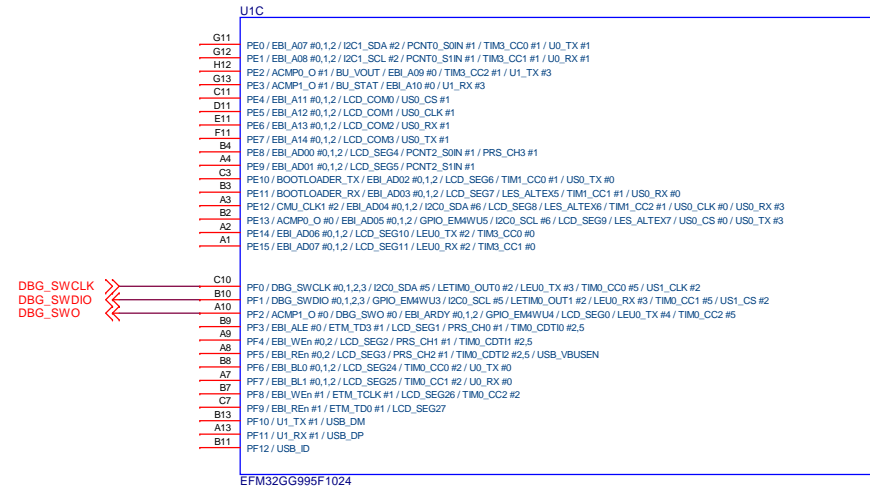 U1C
G11 PE0 / EBI_A07 #0,1,2 / I2C1_SDA #2 / PCNT0_S0IN #1 / TIM3_CC0 #1 / U0_TX #1
G12 PE1 / EBI_A08 #0,1,2 / I2C1_SCL #2 / PCNT0_S1IN #1 / TIM3_CC1 #1 / U0_RX #1
H12 PE2 / ACMP0_O #1 / BU_VOUT / EBI_A09 #0 / TIM3_CC2 #1 / U1_TX #3
G13 PE3 / ACMP1_O #1 / BU_STAT / EBI_A10 #0 / U1_RX #3
C11 PE4 / EBI_A11 #0,1,2 / LCD_COM0 / US0_CS #1
D11 PE5 / EBI_A12 #0,1,2 / LCD_COM1 / US0_CLK #1
E11 PE6 / EBI_A13 #0,1,2 / LCD_COM2 / US0_RX #1
F11 PE7 / EBI_A14 #0,1,2 / LCD_COM3 / US0_TX #1
B4 PE8 / EBI_AD00 #0,1,2 / LCD_SEG4 / PCNT2_S0IN #1 / PRS_CH3 #1
A4 PE9 / EBI_AD01 #0,1,2 / LCD_SEG5 / PCNT2_S1IN #1
C3 PE10 / BOOTLOADER_TX / EBI_AD02 #0,1,2 / LCD_SEG6 / TIM1_CC0 #1 / US0_TX #0
B3 PE11 / BOOTLOADER_RX / EBI_AD03 #0,1,2 / LCD_SEG7 / LES_ALTEX5 / TIM1_CC1 #1 / US0_RX #0
A3 PE12 / CMU_CLK1 #2 / EBI_AD04 #0,1,2 / I2C0_SDA #6 / LCD_SEG8 / LES_ALTEX6 / TIM1_CC2 #1 / US0_CLK #0 / US0_RX #3
B2 PE13 / ACMP0_O #0 / EBI_AD05 #0,1,2 / GPIO_EM4WU5 / I2C0_SCL #6 / LCD_SEG9 / LES_ALTEX7 / US0_CS #0 / US0_TX #3
A2 PE14 / EBI_AD06 #0,1,2 / LCD_SEG10 / LEU0_TX #2 / TIM3_CC0 #0
A1 PE15 / EBI_AD07 #0,1,2 / LCD_SEG11 / LEU0_RX #2 / TIM3_CC1 #0
DBG_SWCLK C10 PF0 / DBG_SWCLK #0,1,2,3 / I2C0_SDA #5 / LETIM0_OUT0 #2 / LEU0_TX #3 / TIM0_CC0 #5 / US1_CLK #2
DBG_SWDIO B10 PF1 / DBG_SWDIO #0,1,2,3 / GPIO_EM4WU3 / I2C0_SCL #5 / LETIM0_OUT1 #2 / LEU0_RX #3 / TIM0_CC1 #5 / US1_CS #2
DBG_SWO A10 PF2 / ACMP1_O #0 / DBG_SWO #0 / EBI_ARDY #0,1,2 / GPIO_EM4WU4 / LCD_SEG0 / LEU0_TX #4 / TIM0_CC2 #5
B9 PF3 / EBI_ALE #0 / ETM_TD3 #1 / LCD_SEG1 / PRS_CH0 #1 / TIM0_CDTI0 #2,5
A9 PF4 / EBI_WEn #0,2 / LCD_SEG2 / PRS_CH1 #1 / TIM0_CDTI1 #2,5
A8 PF5 / EBI_REn #0,2 / LCD_SEG3 / PRS_CH2 #1 / TIM0_CDTI2 #2,5 / USB_VBUSEN
B8 PF6 / EBI_BL0 #0,1,2 / LCD_SEG24 / TIM0_CC0 #2 / U0_TX #0
A7 PF7 / EBI_BL1 #0,1,2 / LCD_SEG25 / TIM0_CC1 #2 / U0_RX #0
B7 PF8 / EBI_WEn #1 / ETM_TCLK #1 / LCD_SEG26 / TIM0_CC2 #2
C7 PF9 / EBI_REn #1 / ETM_TD0 #1 / LCD_SEG27
B13 PF10 / U1_TX #1 / USB_DM
A13 PF11 / U1_RX #1 / USB_DP
B11 PF12 / USB_ID
EFM32GG995F1024